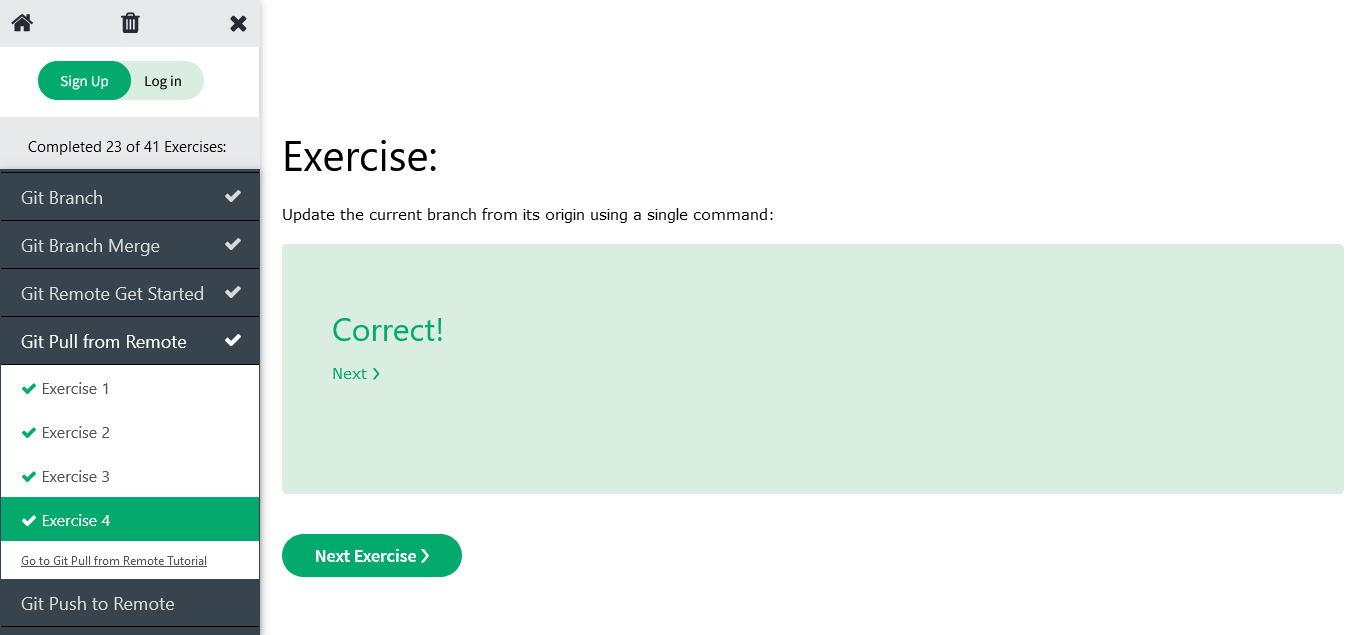 Sign Up
Log in
Completed 23 of 41 Exercises:
Git Branch
Git Branch Merge
Git Remote Get Started
Git Pull from Remote
Exercise 1
Exercise 2
Exercise 3
Exercise 4
Go to Git Pull from Remote Tutorial
Git Push to Remote
Exercise:
Update the current branch from its origin using a single command:
Correct!
Next ❯
Next Exercise ❯